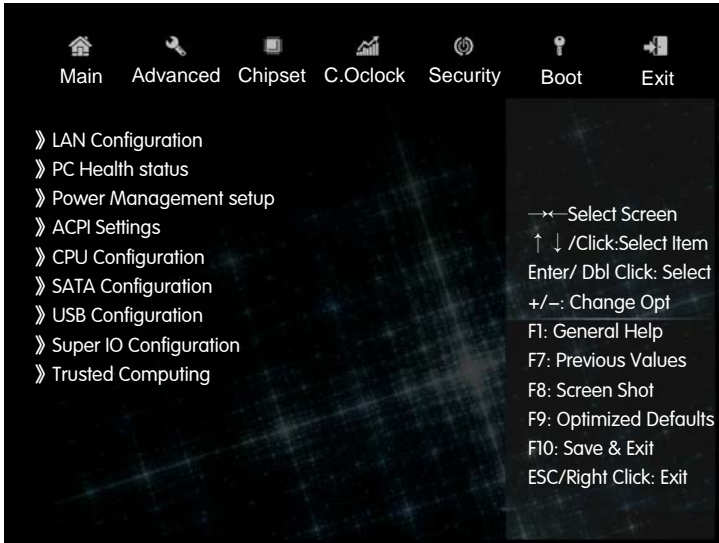 Main Advanced Chipset C.Oclock Security Boot Exit
》LAN Configuration
》PC Health status
》Power Management setup
》ACPI Settings
》CPU Configuration
》SATA Configuration
》USB Configuration
》Super IO Configuration
》Trusted Computing
→←Select Screen
↑ ↓ /Click:Select Item
Enter/ Dbl Click: Select
+/−: Change Opt
F1: General Help
F7: Previous Values
F8: Screen Shot
F9: Optimized Defaults
F10: Save & Exit
ESC/Right Click: Exit